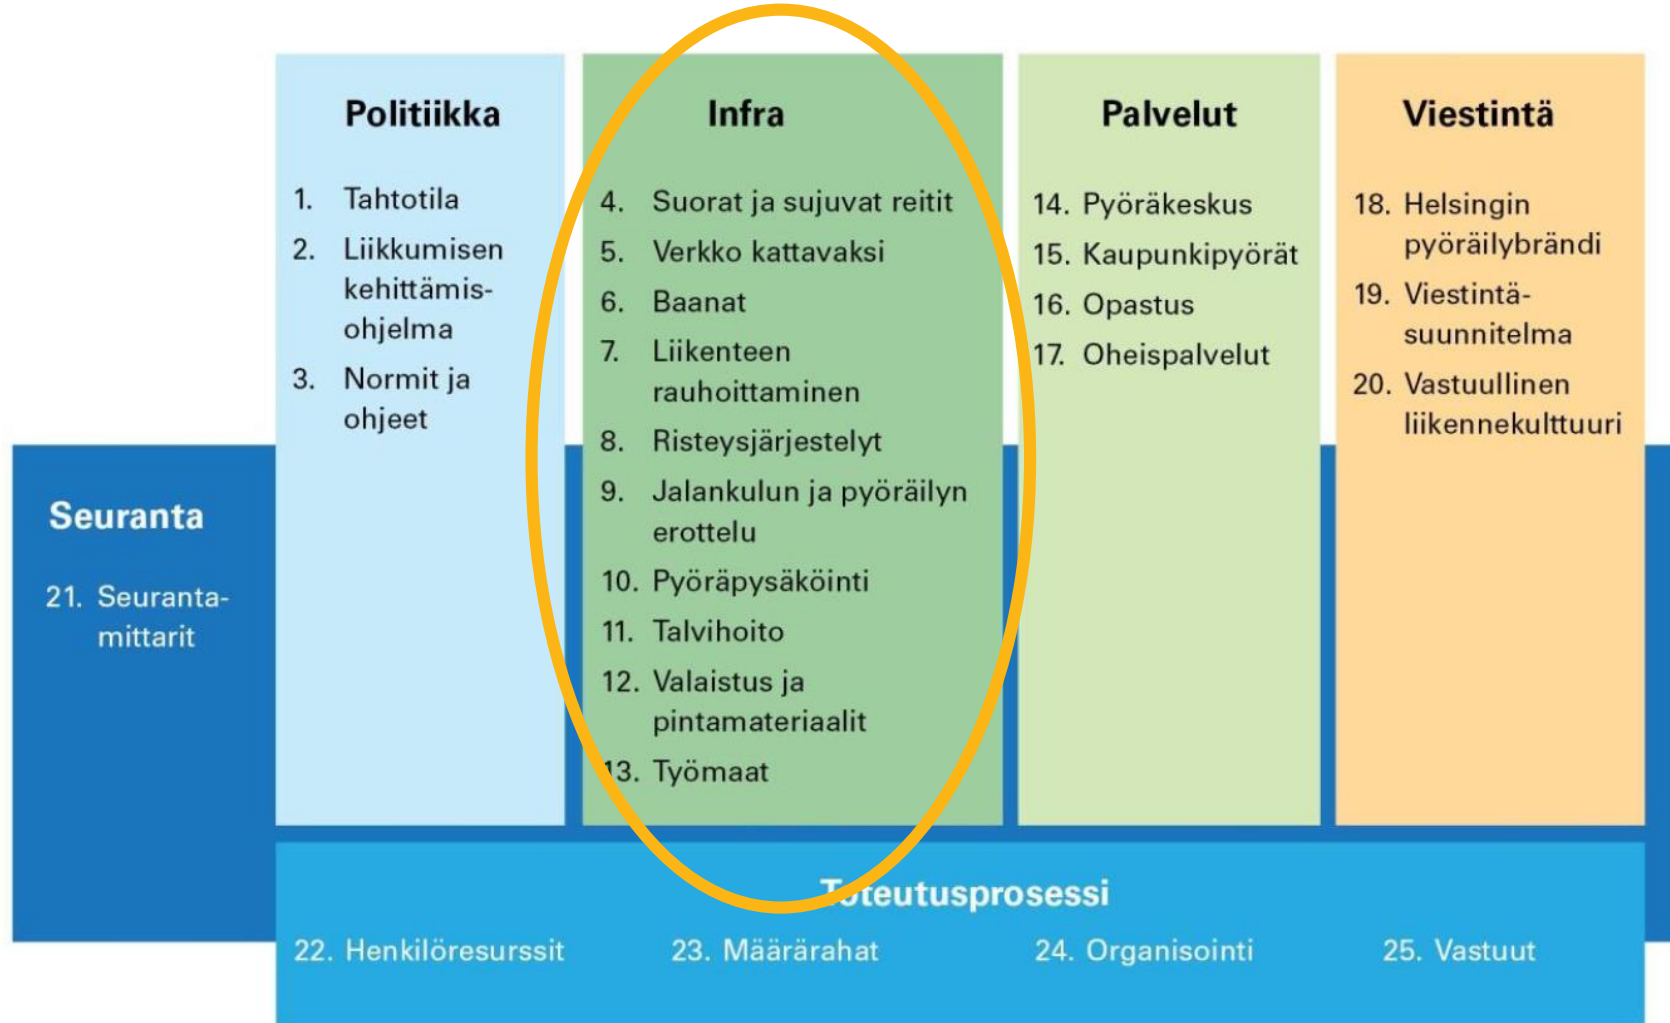 Politiikka
1. Tahtotila
2. Liikkumisen
kehittämis-
ohjelma
3. Normit ja
ohjeet
Infra
4. Suorat ja sujuvat reitit
5. Verkko kattavaksi
6. Baanat
7. Liikenteen
rauhoittaminen
8. Risteysjärjestelyt
9. Jalankulun ja pyöräilyn
erottelu
10. Pyöräpysäköinti
11. Talvihoito
12. Valaistus ja
pintamateriaalit
13. Työmaat
Palvelut
14. Pyöräkeskus
15. Kaupunkipyörät
16. Opastus
17. Oheispalvelut
Viestintä
18. Helsingin
pyöräilybrändi
19. Viestintä-
suunnitelma
20. Vastuullinen
liikennekulttuuri
Seuranta
21. Seuranta-
mittarit
Toteutusprosessi
22. Henkilöresurssit
23. Määrärahat
24. Organisointi
25. Vastuut